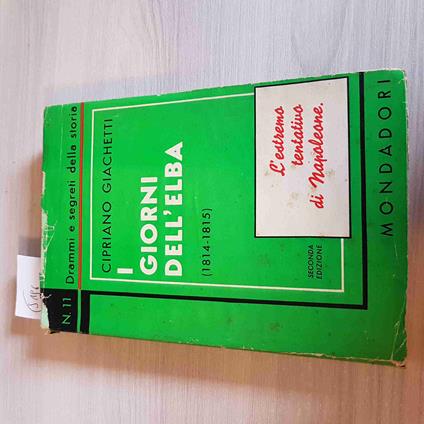 N. 11 Drammi e segreti della storia
CIPRIANO GIACHETTI
I
GIORNI
DELL'ELBA
(1814-1815)
L'estremo
tentativo
di Napoleone.
SECONDA
EDIZIONE
MONDADORI